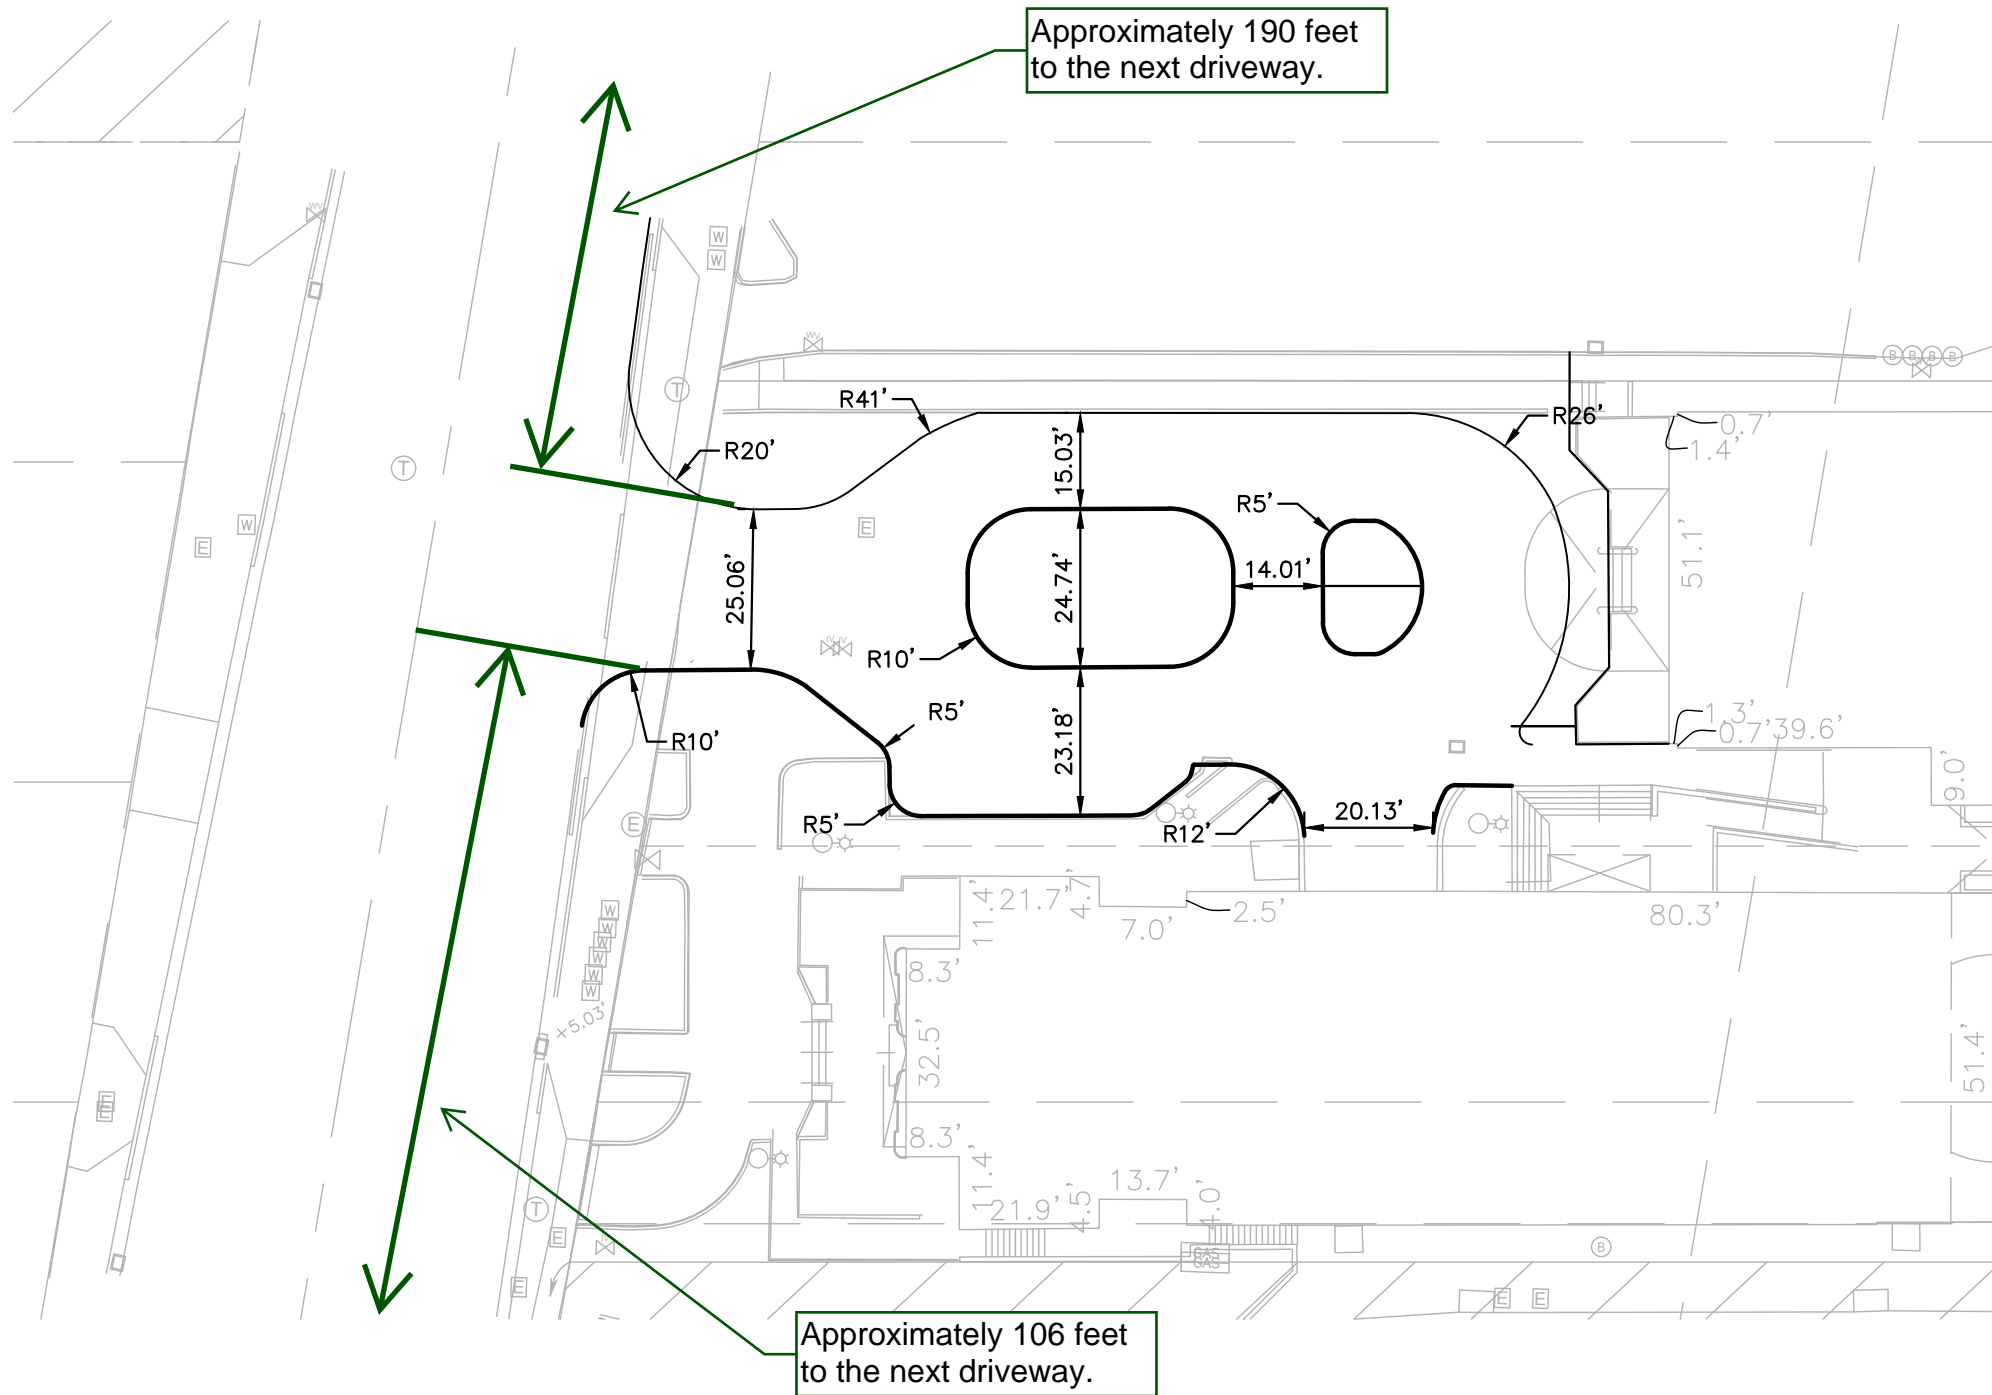 Approximately 190 feet
to the next driveway.
WV
W
W
T
WV
B
B
B
B
R41'
R26'
0.7'
1.4'
R20'
15.03'
T
W
E
E
R5'
25.06'
24.74'
14.01'
51.1'
R10'
R5'
R10'
1.3'
0.7'
39.6'
23.18'
9.0'
R5'
R12'
20.13'
E
11.4'
21.7'
4.7'
7.0'
2.5'
80.3'
W
W
W
W
W
W
8.3'
+5.03'
32.5'
51.4'
E
E
8.3'
11.4'
21.9'
4.5'
13.7'
4.0'
T
E
IV
GAS
GAS
B
E
E
E
Approximately 106 feet
to the next driveway.